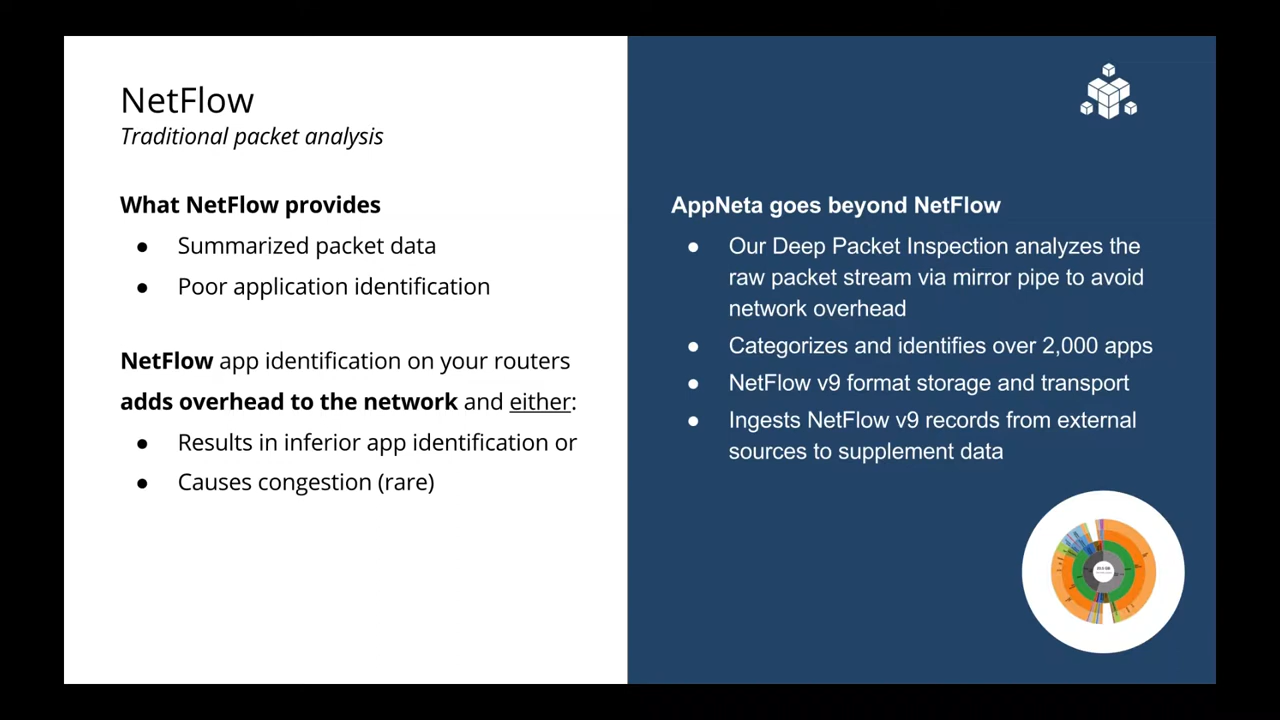 NetFlow
Traditional packet analysis
What NetFlow provides
● Summarized packet data
● Poor application identification
NetFlow app identification on your routers
adds overhead to the network and either:
● Results in inferior app identification or
● Causes congestion (rare)
AppNeta goes beyond NetFlow
● Our Deep Packet Inspection analyzes the
raw packet stream via mirror pipe to avoid
network overhead
● Categorizes and identifies over 2,000 apps
● NetFlow v9 format storage and transport
● Ingests NetFlow v9 records from external
sources to supplement data